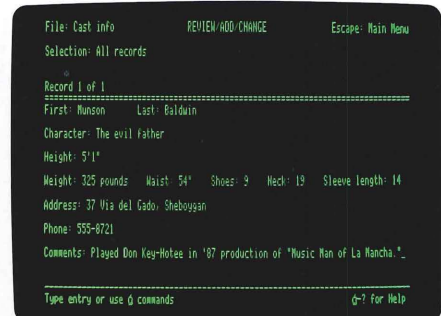 File: Cast info REVIEW/ADD/CHANGE Escape: Main Menu
Selection: All records
Record 1 of 1
First: Munson Last: Baldwin
Character: The evil father
Height: 5'1"
Weight: 325 pounds Waist: 54" Shoes: 9 Neck: 19 Sleeve length: 14
Address: 37 Via del Gado, Sheboygan
Phone: 555-8721
Comments: Played Don Key-Hotee in '87 production of "Music Man of La Mancha."_
Type entry or use commands -? for Help